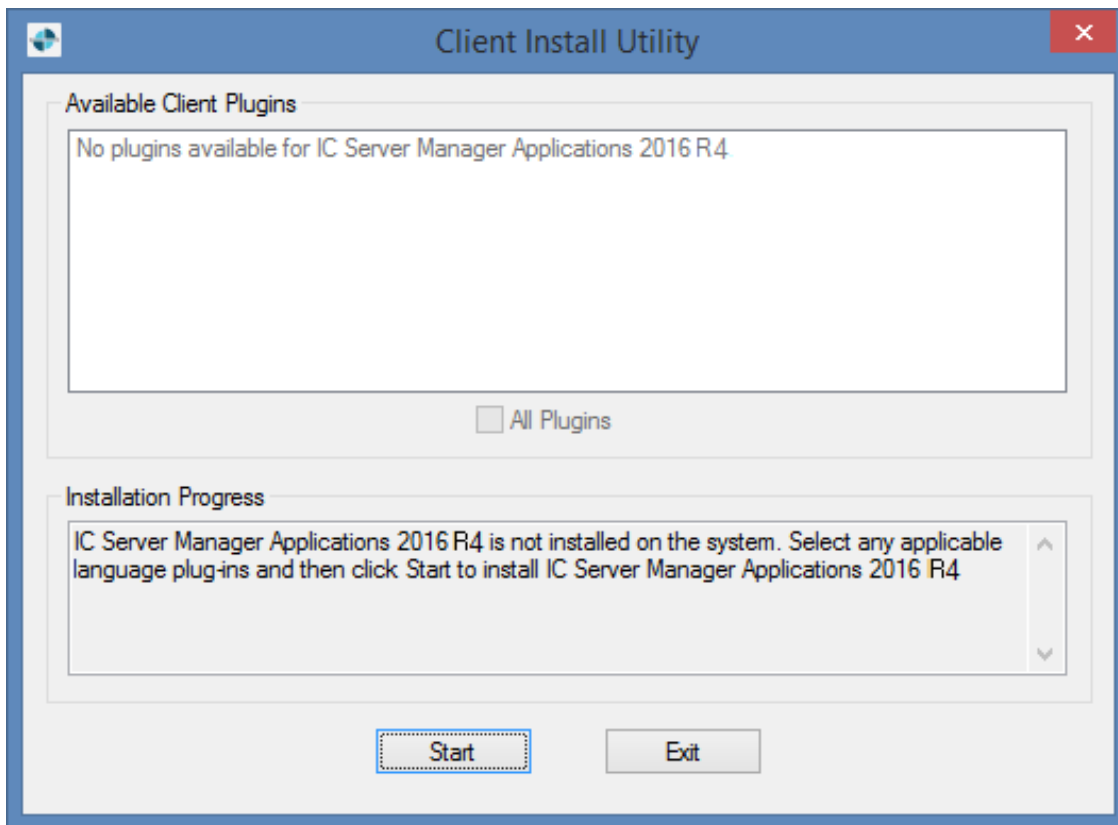 Client Install Utility
Available Client Plugins
No plugins available for IC Server Manager Applications 2016 R4
All Plugins
Installation Progress
IC Server Manager Applications 2016 R4 is not installed on the system. Select any applicable
language plug-ins and then click Start to install IC Server Manager Applications 2016 R4
Start
Exit